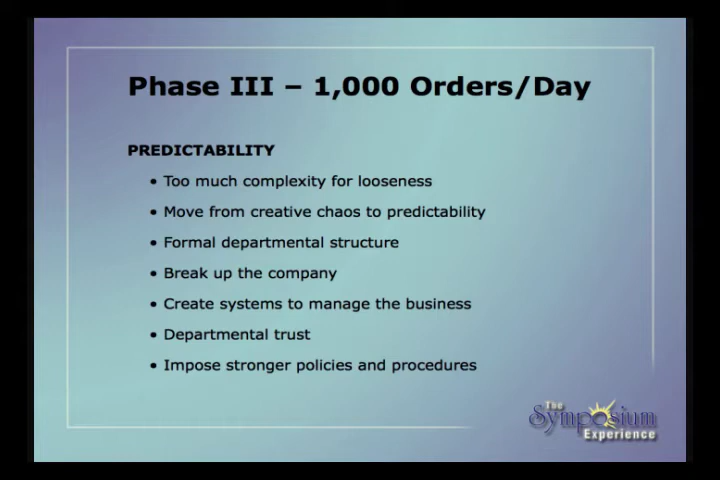 Phase III – 1,000 Orders/Day
PREDICTABILITY
• Too much complexity for looseness
• Move from creative chaos to predictability
• Formal departmental structure
• Break up the company
• Create systems to manage the business
• Departmental trust
• Impose stronger policies and procedures
The
Symposium
Experience